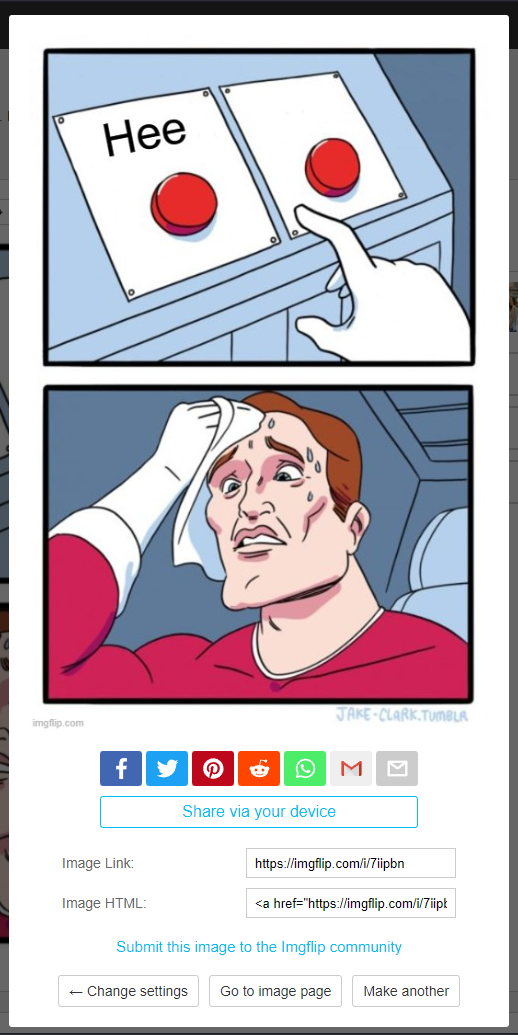 Hee
JAKE-CLARK.TUMBLR
imgflip.com
Share via your device
Image Link:
https://imgflip.com/i/7iipbn
Image HTML:
<a href="https://imgflip.com/i/7iipb
Submit this image to the Imgflip community
← Change settings
Go to image page
Make another